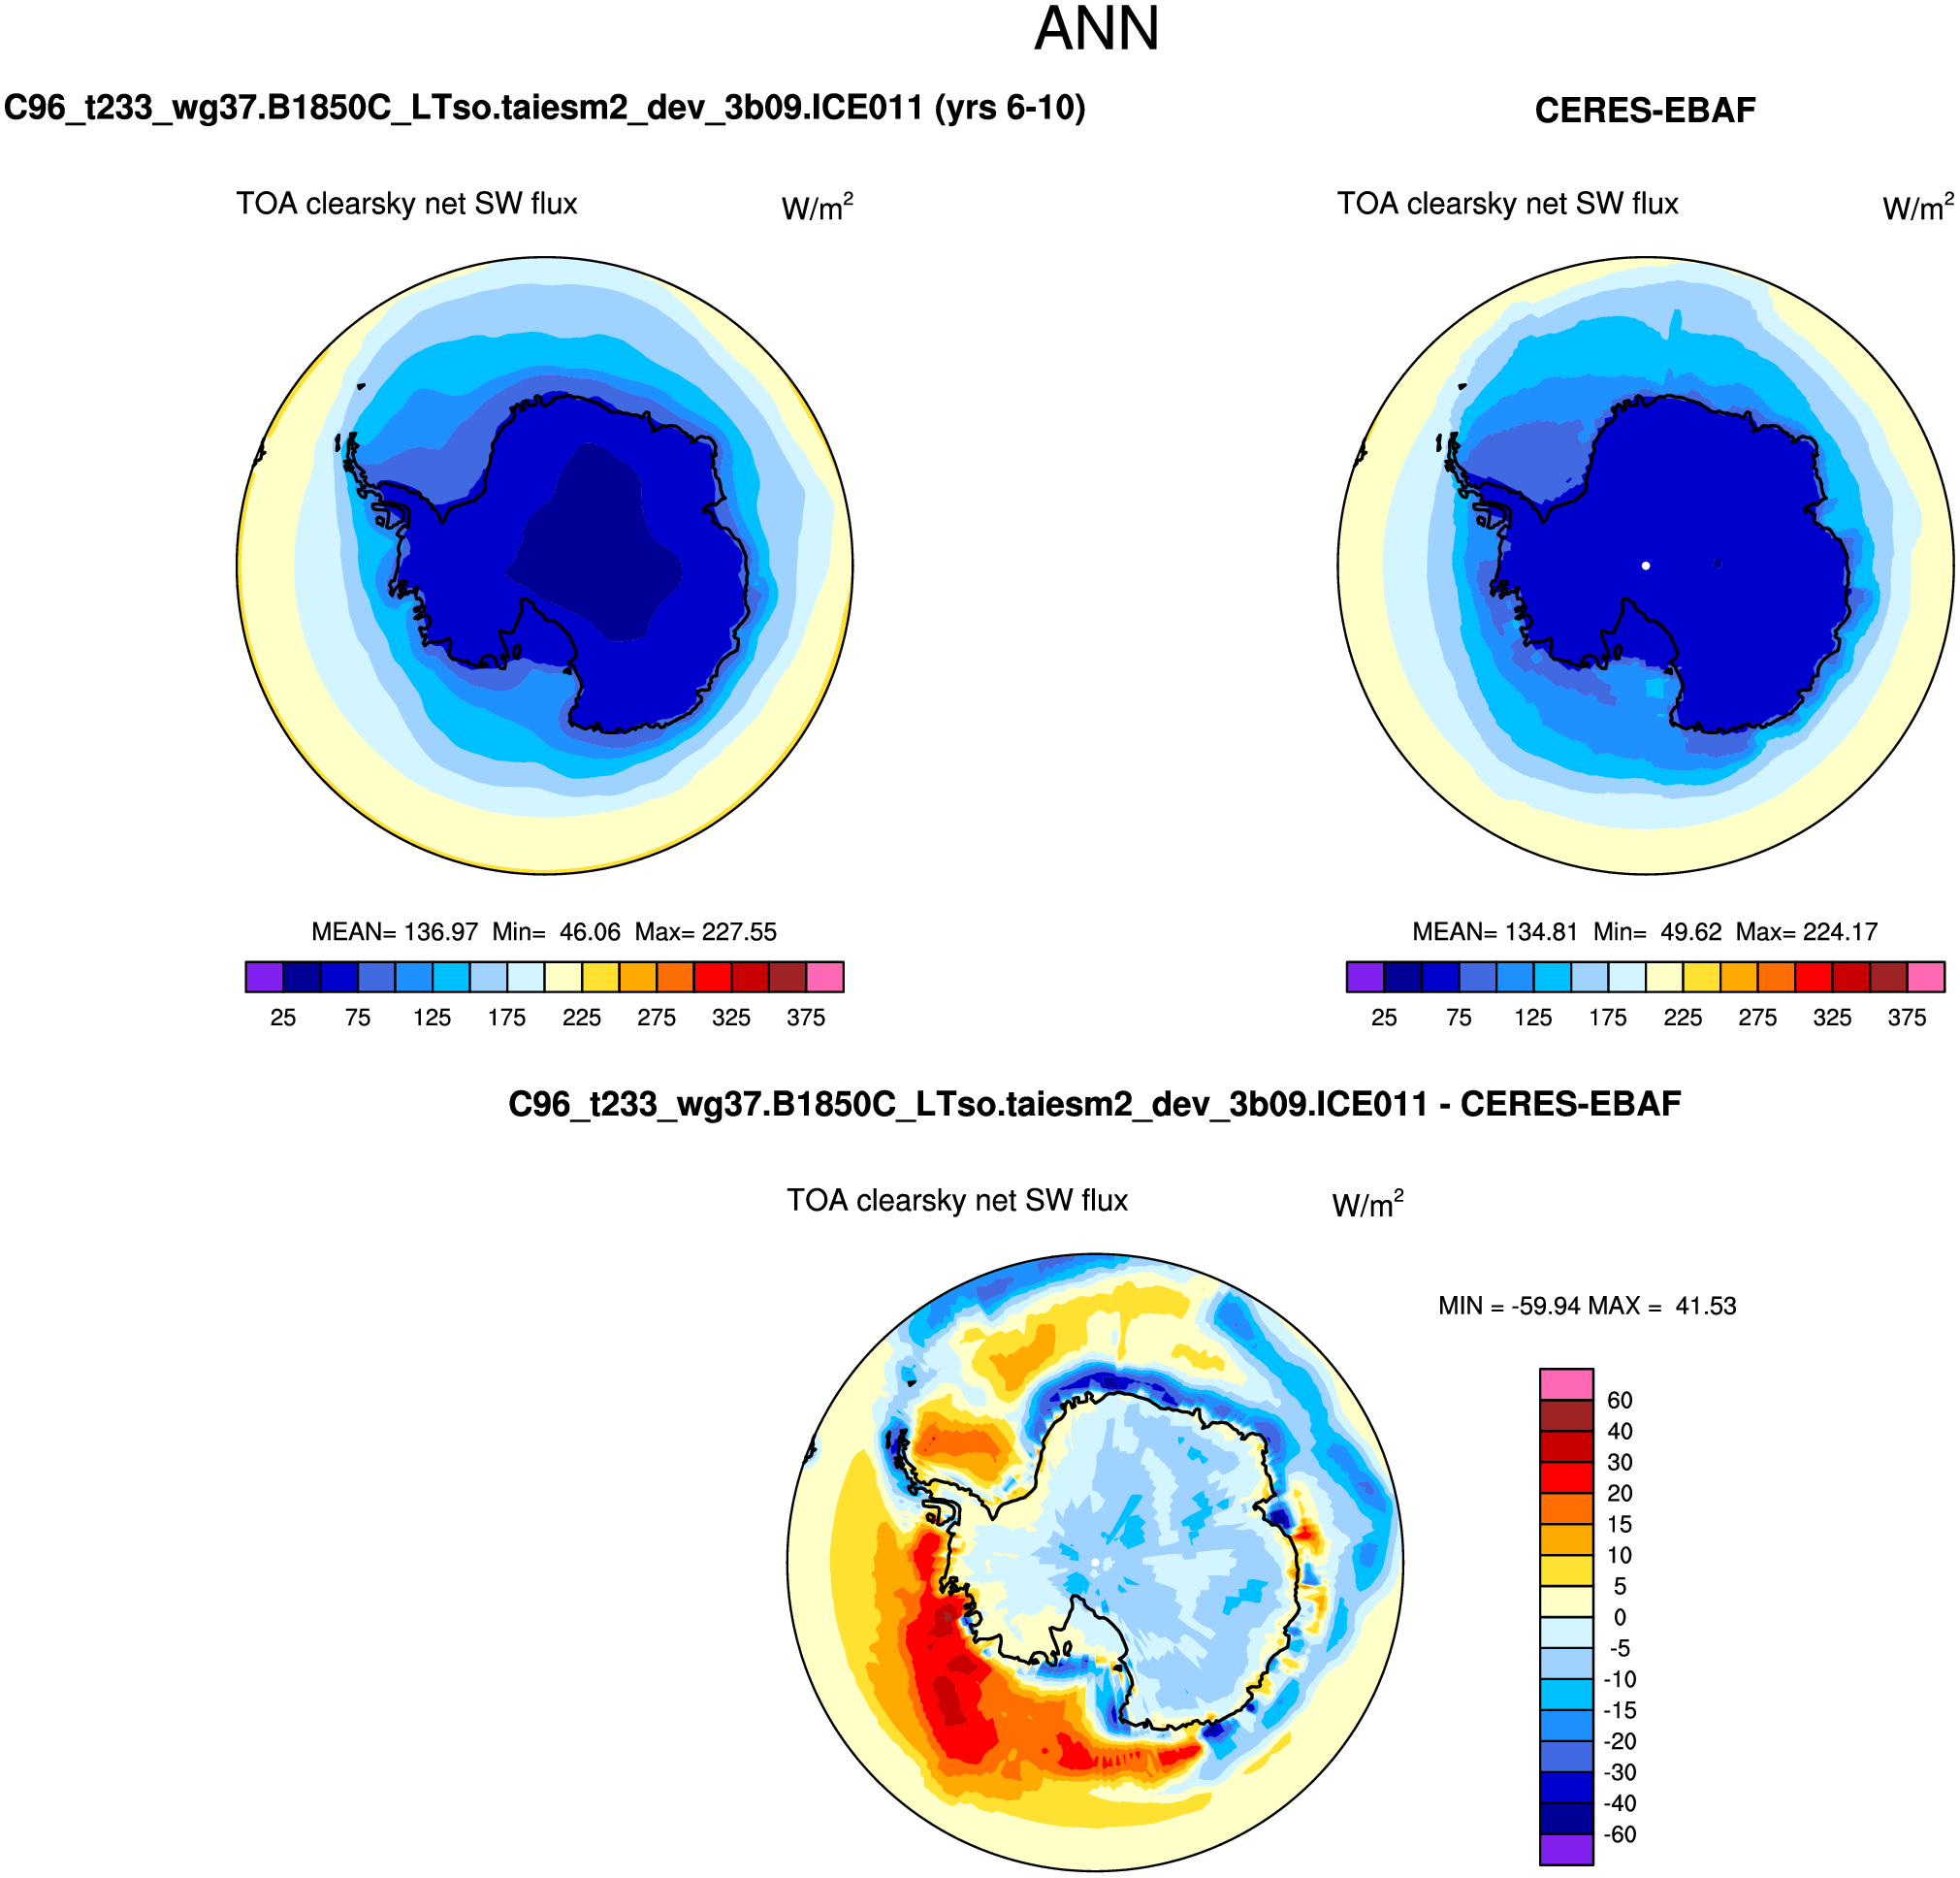 ANN
C96_t233_wg37.B1850C_LTso.taiesm2_dev_3b09.ICE011 (yrs 6-10)
CERES-EBAF
TOA clearsky net SW flux W/m²
TOA clearsky net SW flux W/m²
MEAN= 136.97 Min= 46.06 Max= 227.55
MEAN= 134.81 Min= 49.62 Max= 224.17
25 75 125 175 225 275 325 375
25 75 125 175 225 275 325 375
C96_t233_wg37.B1850C_LTso.taiesm2_dev_3b09.ICE011 - CERES-EBAF
TOA clearsky net SW flux W/m²
MIN = -59.94 MAX = 41.53
60
40
30
20
15
10
5
0
-5
-10
-15
-20
-30
-40
-60